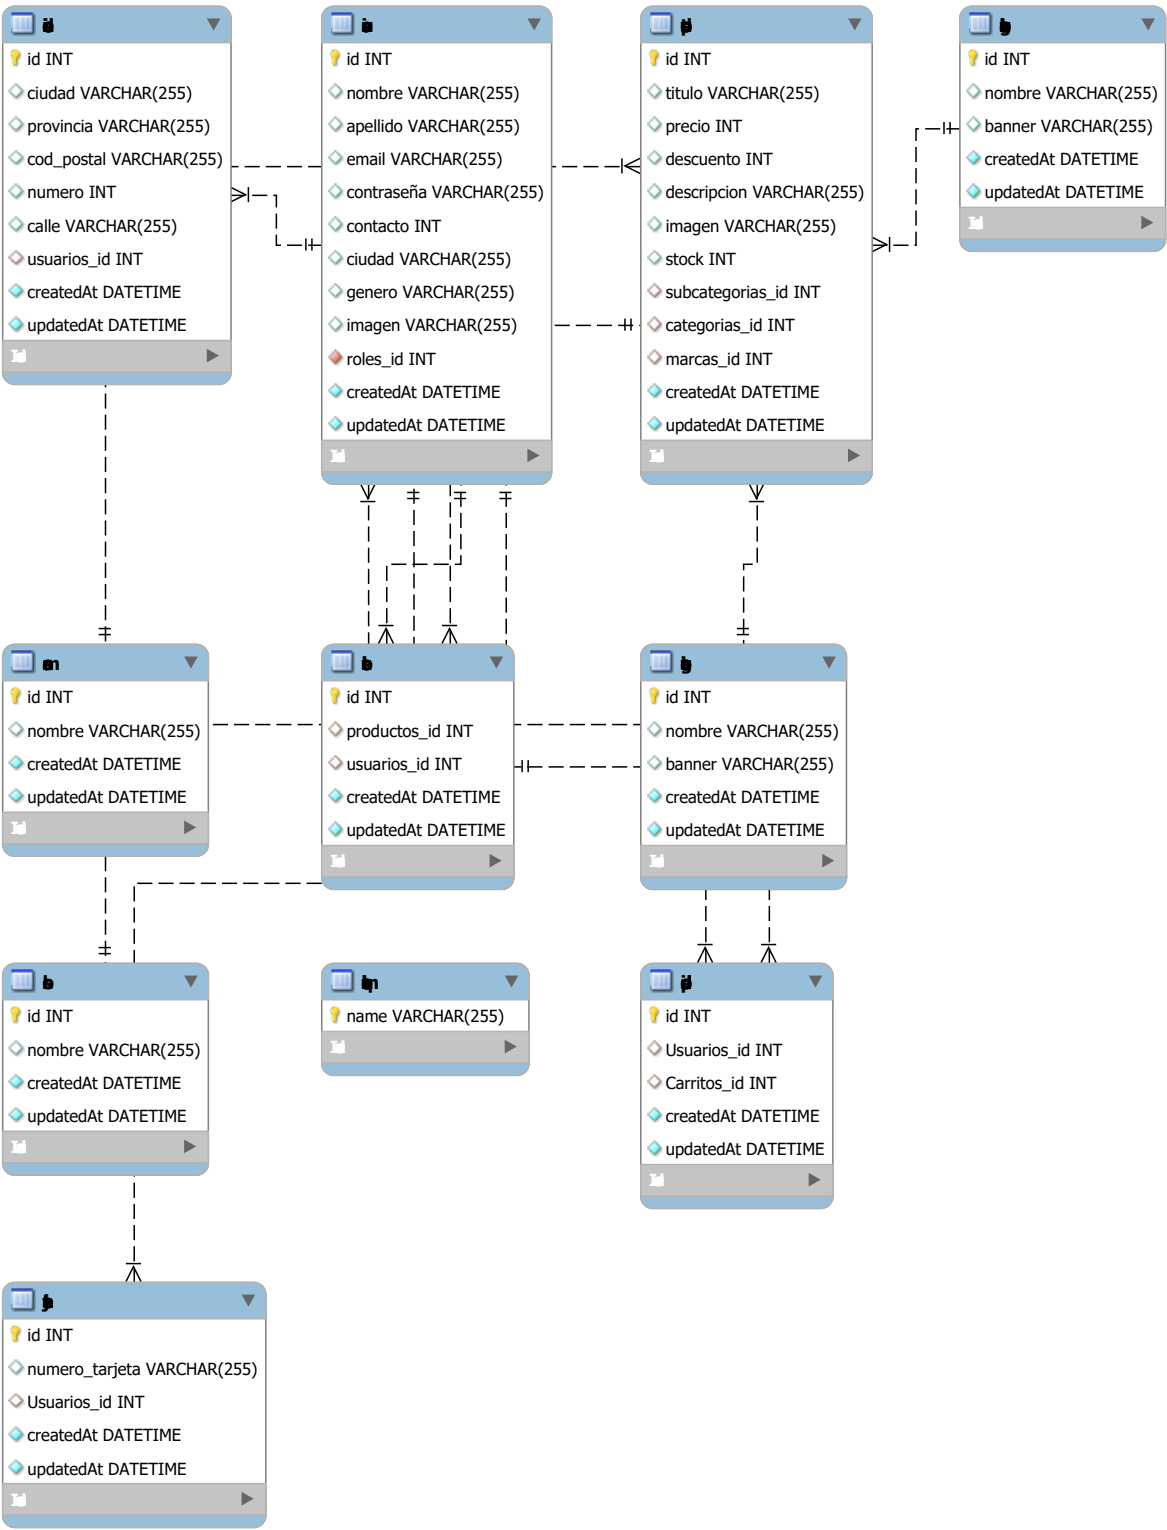 id INT
ciudad VARCHAR(255)
provincia VARCHAR(255)
cod_postal VARCHAR(255)
numero INT
calle VARCHAR(255)
usuarios_id INT
createdAt DATETIME
updatedAt DATETIME
id INT
nombre VARCHAR(255)
apellido VARCHAR(255)
email VARCHAR(255)
contraseña VARCHAR(255)
contacto INT
ciudad VARCHAR(255)
genero VARCHAR(255)
imagen VARCHAR(255)
roles_id INT
createdAt DATETIME
updatedAt DATETIME
id INT
titulo VARCHAR(255)
precio INT
descuento INT
descripcion VARCHAR(255)
imagen VARCHAR(255)
stock INT
subcategorias_id INT
categorias_id INT
marcas_id INT
createdAt DATETIME
updatedAt DATETIME
id INT
nombre VARCHAR(255)
banner VARCHAR(255)
createdAt DATETIME
updatedAt DATETIME
id INT
nombre VARCHAR(255)
createdAt DATETIME
updatedAt DATETIME
id INT
productos_id INT
usuarios_id INT
createdAt DATETIME
updatedAt DATETIME
id INT
nombre VARCHAR(255)
banner VARCHAR(255)
createdAt DATETIME
updatedAt DATETIME
id INT
nombre VARCHAR(255)
createdAt DATETIME
updatedAt DATETIME
name VARCHAR(255)
id INT
Usuarios_id INT
Carritos_id INT
createdAt DATETIME
updatedAt DATETIME
id INT
numero_tarjeta VARCHAR(255)
Usuarios_id INT
createdAt DATETIME
updatedAt DATETIME